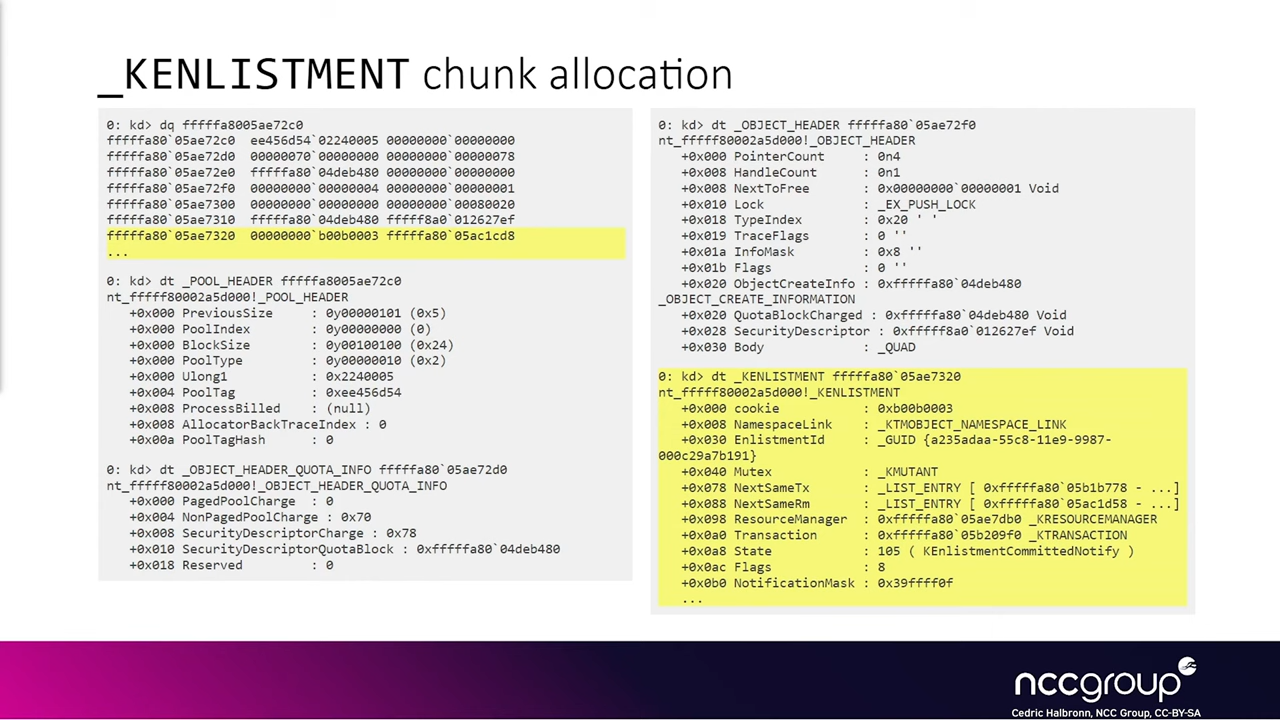 _KENLISTMENT chunk allocation
0: kd> dq fffffa8005ae72c0
fffffa80`05ae72c0  ee456d54`02240005 00000000`00000000
fffffa80`05ae72d0  00000070`00000000 00000000`00000078
fffffa80`05ae72e0  fffffa80`04deb480 00000000`00000000
fffffa80`05ae72f0  00000000`00000004 00000000`00000001
fffffa80`05ae7300  00000000`00000000 00000000`00080020
fffffa80`05ae7310  fffffa80`04deb480 fffff8a0`012627ef
fffffa80`05ae7320  00000000`b00b0003 fffffa80`05ac1cd8
...
0: kd> dt _POOL_HEADER fffffa8005ae72c0
nt_fffff80002a5d000!_POOL_HEADER
+0x000 PreviousSize : 0y00000101 (0x5)
+0x000 PoolIndex : 0y00000000 (0)
+0x000 BlockSize : 0y00100100 (0x24)
+0x000 PoolType : 0y00000010 (0x2)
+0x000 Ulong1 : 0x2240005
+0x004 PoolTag : 0xee456d54
+0x008 ProcessBilled : (null)
+0x008 AllocatorBackTraceIndex : 0
+0x00a PoolTagHash : 0
0: kd> dt _OBJECT_HEADER_QUOTA_INFO fffffa80`05ae72d0
nt_fffff80002a5d000!_OBJECT_HEADER_QUOTA_INFO
+0x000 PagedPoolCharge : 0
+0x004 NonPagedPoolCharge : 0x70
+0x008 SecurityDescriptorCharge : 0x78
+0x010 SecurityDescriptorQuotaBlock : 0xfffffa80`04deb480
+0x018 Reserved : 0
0: kd> dt _OBJECT_HEADER fffffa80`05ae72f0
nt_fffff80002a5d000!_OBJECT_HEADER
+0x000 PointerCount : 0n4
+0x008 HandleCount : 0n1
+0x008 NextToFree : 0x00000000`00000001 Void
+0x010 Lock : _EX_PUSH_LOCK
+0x018 TypeIndex : 0x20 ' '
+0x019 TraceFlags : 0 ''
+0x01a InfoMask : 0x8 ''
+0x01b Flags : 0 ''
+0x020 ObjectCreateInfo : 0xfffffa80`04deb480
_OBJECT_CREATE_INFORMATION
+0x020 QuotaBlockCharged : 0xfffffa80`04deb480 Void
+0x028 SecurityDescriptor : 0xfffff8a0`012627ef Void
+0x030 Body : _QUAD
0: kd> dt _KENLISTMENT fffffa80`05ae7320
nt_fffff80002a5d000!_KENLISTMENT
+0x000 cookie : 0xb00b0003
+0x008 NamespaceLink : _KTMOBJECT_NAMESPACE_LINK
+0x030 EnlistmentId : _GUID {a235adaa-55c8-11e9-9987-
000c29a7b191}
+0x040 Mutex : _KMUTANT
+0x078 NextSameTx : _LIST_ENTRY [ 0xfffffa80`05b1b778 - ...]
+0x088 NextSameRm : _LIST_ENTRY [ 0xfffffa80`05ac1d58 - ...]
+0x098 ResourceManager : 0xfffffa80`05ae7db0 _KRESOURCEMANAGER
+0x0a0 Transaction : 0xfffffa80`05b209f0 _KTRANSACTION
+0x0a8 State : 105 ( KEnlistmentCommittedNotify )
+0x0ac Flags : 8
+0x0b0 NotificationMask : 0x39ffff0f
...
nccgroup
Cedric Halbronn, NCC Group, CC-BY-SA